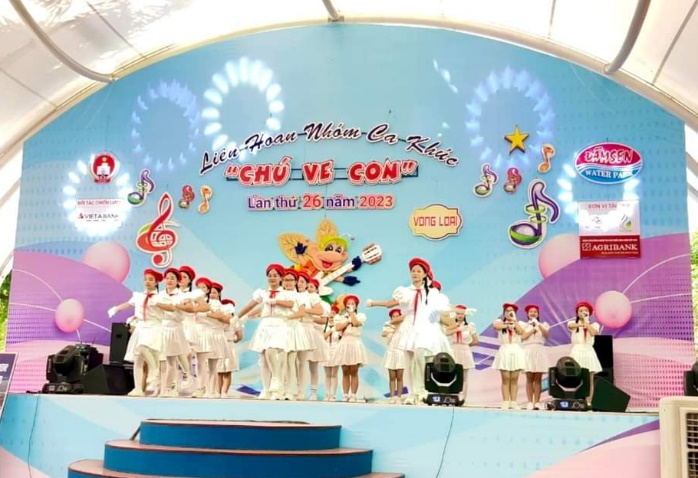 Liên Hoan Nhóm Ca Khúc
"CHÚ VE CON"
Lần thứ 26 năm 2023
VÒNG LOẠI
VIETABANK
ĐẦM SEN
WATER PARK
AGRIBANK